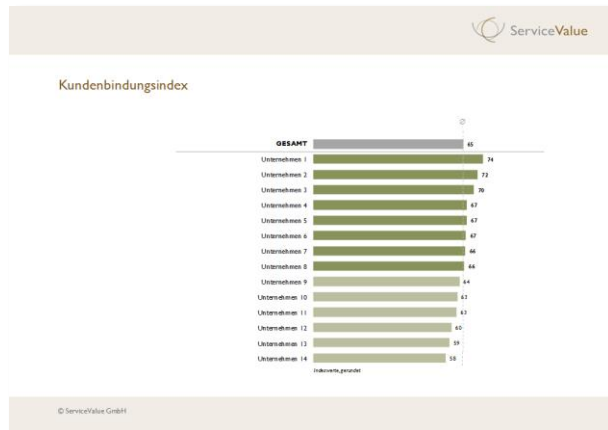 ServiceValue
Kundenbindungsindex
Ø
GESAMT 65
Unternehmen 1 74
Unternehmen 2 72
Unternehmen 3 70
Unternehmen 4 67
Unternehmen 5 67
Unternehmen 6 67
Unternehmen 7 66
Unternehmen 8 66
Unternehmen 9 64
Unternehmen 10 63
Unternehmen 11 63
Unternehmen 12 60
Unternehmen 13 59
Unternehmen 14 58
Indexwerte, gerundet
© ServiceValue GmbH